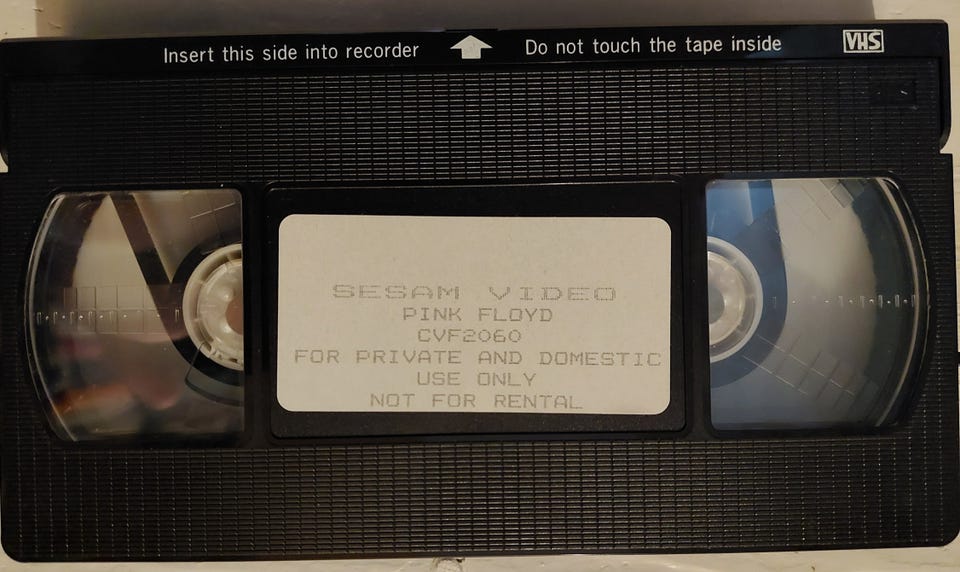 Insert this side into recorder Do not touch the tape inside VHS
SESAM VIDEO
PINK FLOYD
CVF2060
FOR PRIVATE AND DOMESTIC
USE ONLY
NOT FOR RENTAL